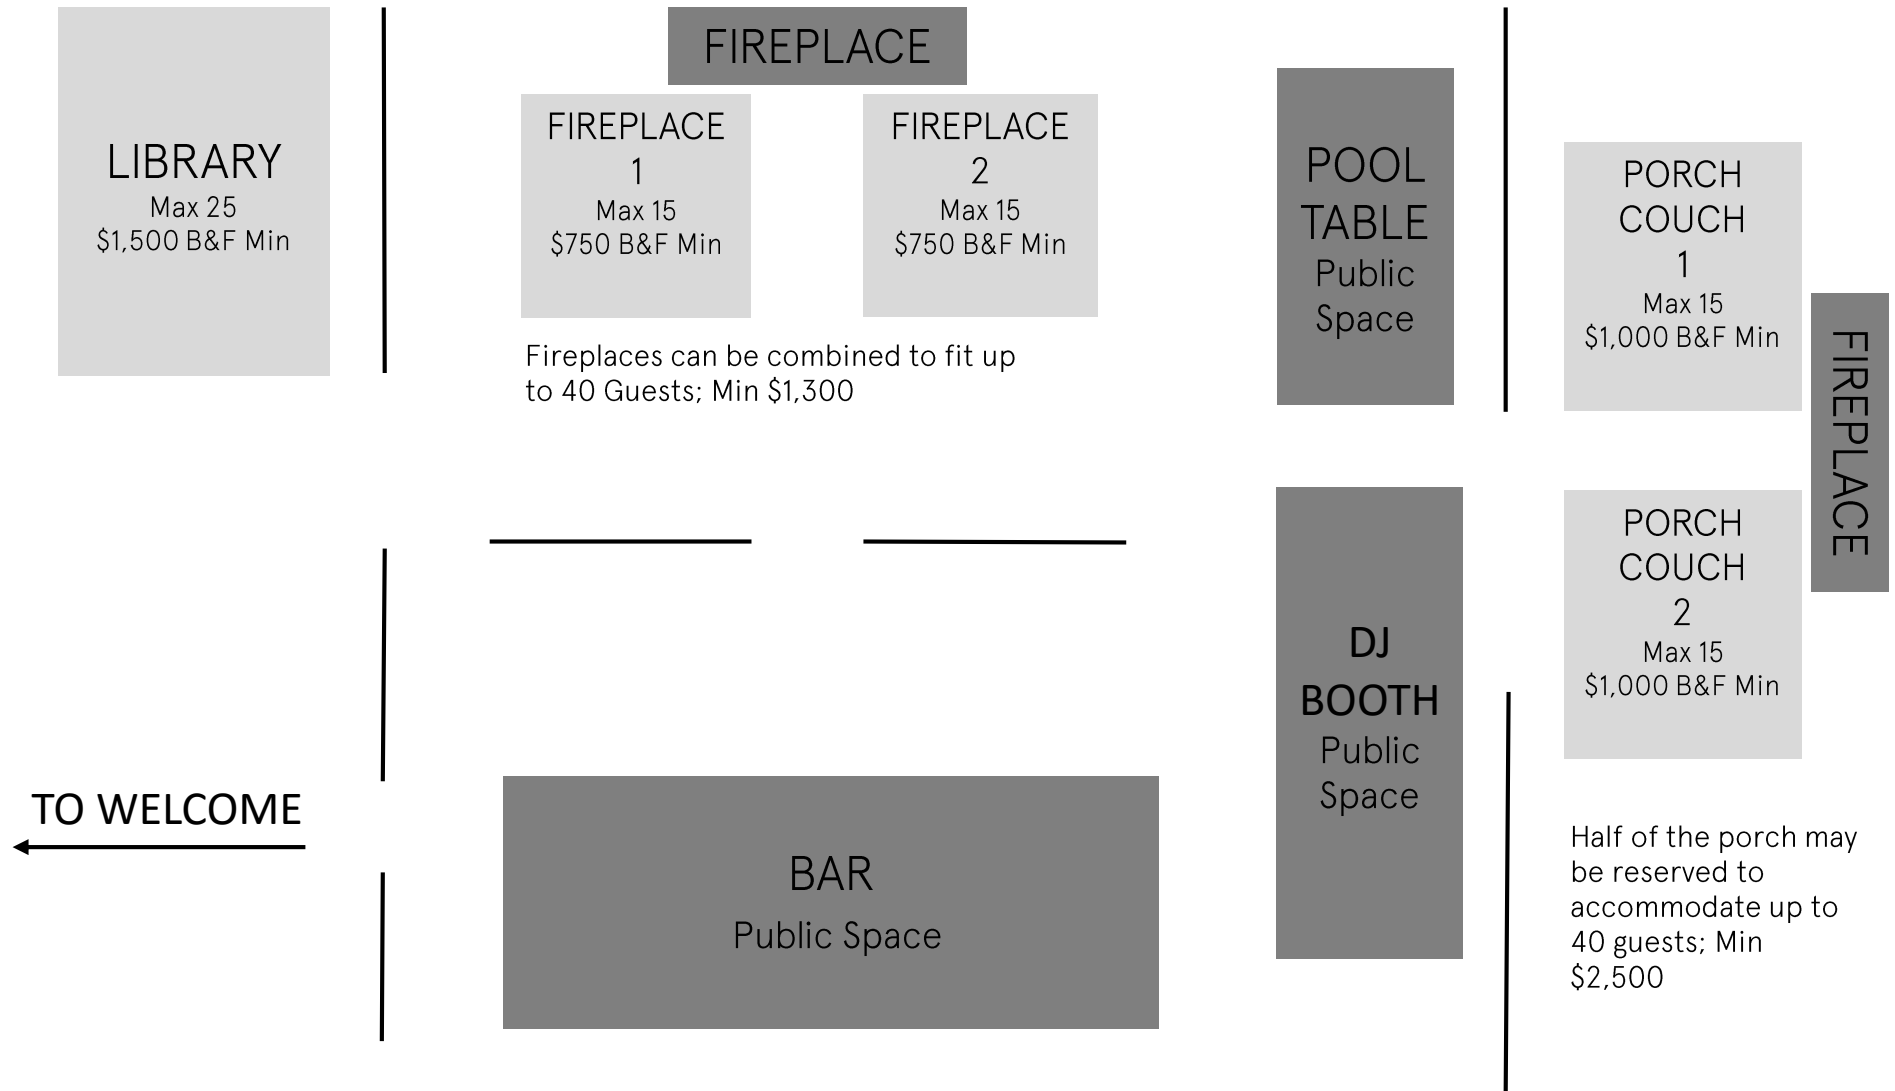 LIBRARY
Max 25
$1,500 B&F Min
FIREPLACE
FIREPLACE
1
Max 15
$750 B&F Min
FIREPLACE
2
Max 15
$750 B&F Min
Fireplaces can be combined to fit up
to 40 Guests; Min $1,300
POOL
TABLE
Public
Space
PORCH
COUCH
1
Max 15
$1,000 B&F Min
FIREPLACE
PORCH
COUCH
2
Max 15
$1,000 B&F Min
DJ
BOOTH
Public
Space
TO WELCOME
BAR
Public Space
Half of the porch may
be reserved to
accommodate up to
40 guests; Min
$2,500